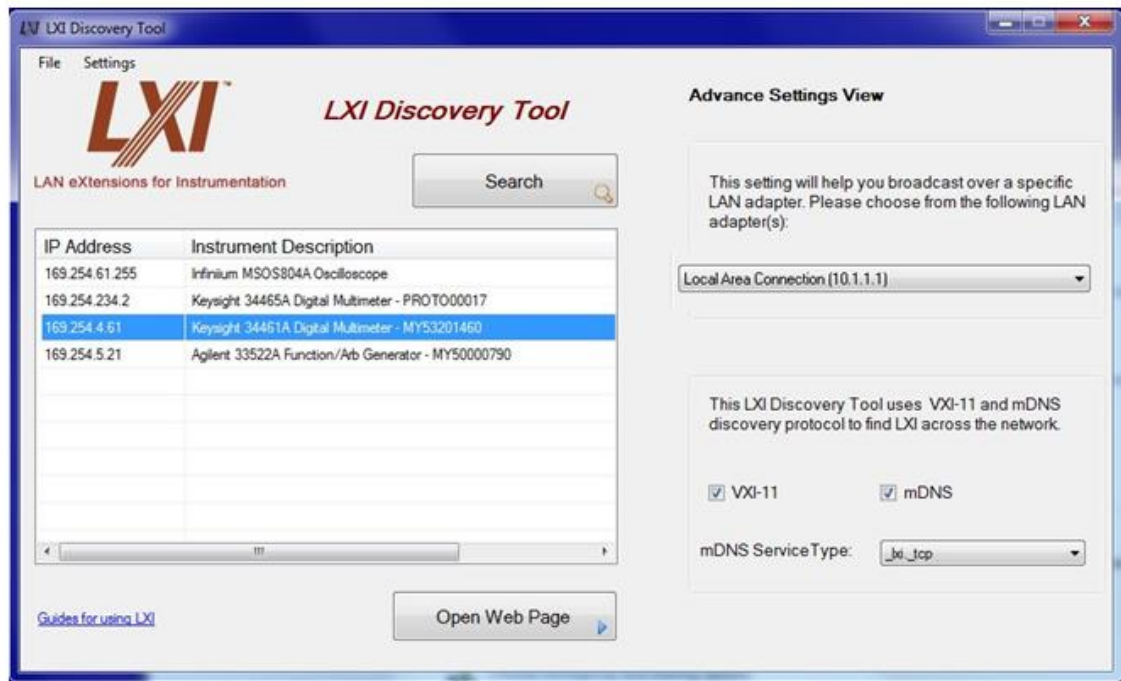 LXI LXI Discovery Tool
File Settings
LXI™
LXI Discovery Tool
LAN eXtensions for Instrumentation
Search
IP Address Instrument Description
169.254.61.255 Infiniium MSOS804A Oscilloscope
169.254.234.2 Keysight 34465A Digital Multimeter - PROTO00017
169.254.4.61 Keysight 34461A Digital Multimeter - MY53201460
169.254.5.21 Agilent 33522A Function/Arb Generator - MY50000790
Guides for using LXI
Open Web Page
Advance Settings View
This setting will help you broadcast over a specific
LAN adapter. Please choose from the following LAN
adapter(s):
Local Area Connection (10.1.1.1)
This LXI Discovery Tool uses VXI-11 and mDNS
discovery protocol to find LXI across the network.
VXI-11 mDNS
mDNS ServiceType: _lxi._tcp